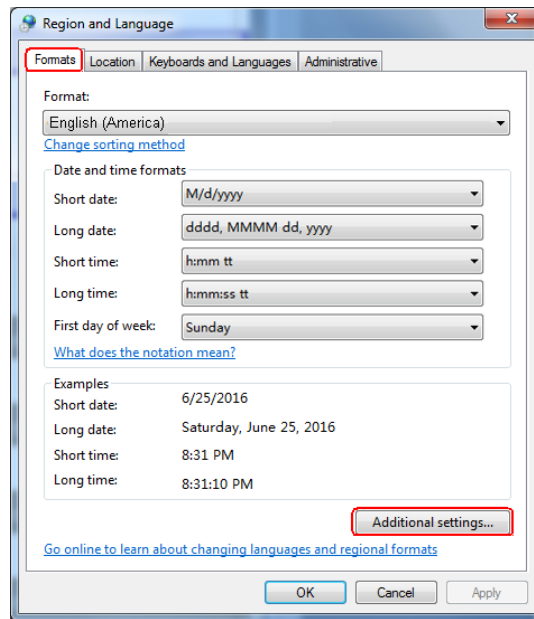 Region and Language
Formats Location Keyboards and Languages Administrative
Format:
English (America)
Change sorting method
Date and time formats
Short date: M/d/yyyy
Long date: dddd, MMMM dd, yyyy
Short time: h:mm tt
Long time: h:mm:ss tt
First day of week: Sunday
What does the notation mean?
Examples
Short date: 6/25/2016
Long date: Saturday, June 25, 2016
Short time: 8:31 PM
Long time: 8:31:10 PM
Additional settings...
Go online to learn about changing languages and regional formats
OK Cancel Apply